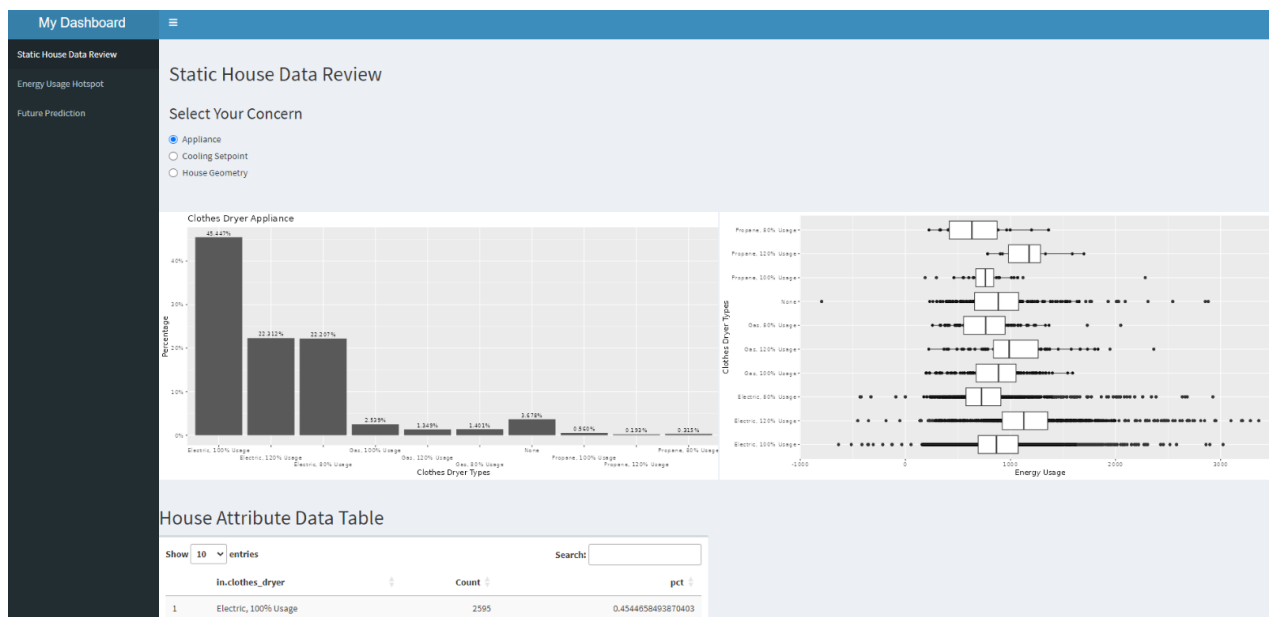 My Dashboard
Static House Data Review
Energy Usage Hotspot
Future Prediction
Static House Data Review
Select Your Concern
Appliance
Cooling Setpoint
House Geometry
Clothes Dryer Appliance
45.447%
22.312%
22.207%
2.539%
1.349%
1.401%
3.678%
0.560%
0.193%
0.315%
40%
30%
20%
10%
0%
Percentage
Electric, 100% Usage
Electric, 120% Usage
Electric, 80% Usage
Gas, 100% Usage
Gas, 120% Usage
Gas, 80% Usage
None
Propane, 100% Usage
Propane, 120% Usage
Propane, 80% Usage
Clothes Dryer Types
Propane, 80% Usage
Propane, 120% Usage
Propane, 100% Usage
None
Gas, 80% Usage
Gas, 120% Usage
Gas, 100% Usage
Electric, 80% Usage
Electric, 120% Usage
Electric, 100% Usage
Clothes Dryer Types
-1000 0 1000 2000 3000
Energy Usage
House Attribute Data Table
Show 10 entries Search:
in.clothes_dryer Count pct
1 Electric, 100% Usage 2595 0.4544658493870403